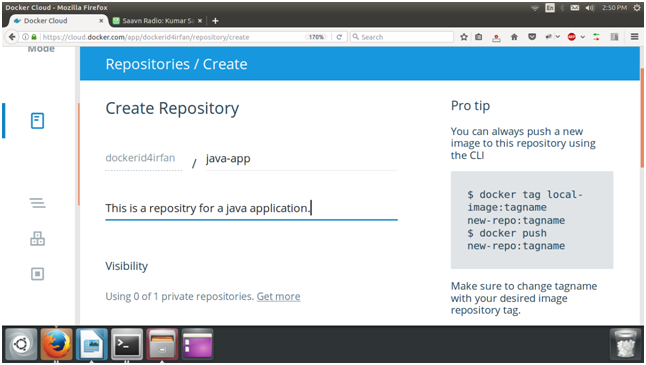 Docker Cloud - Mozilla Firefox
En
2:50 PM
Docker Cloud
Saavn Radio: Kumar Sa
https://cloud.docker.com/app/dockerid4irfan/repository/create
170%
Search
ABP
Mode
Repositories / Create
Create Repository
dockerid4irfan / java-app
This is a repositry for a java application.
Visibility
Using 0 of 1 private repositories. Get more
Pro tip
You can always push a new
image to this repository using
the CLI
$ docker tag local-
image:tagname
new-repo:tagname
$ docker push
new-repo:tagname
Make sure to change tagname
with your desired image
repository tag.